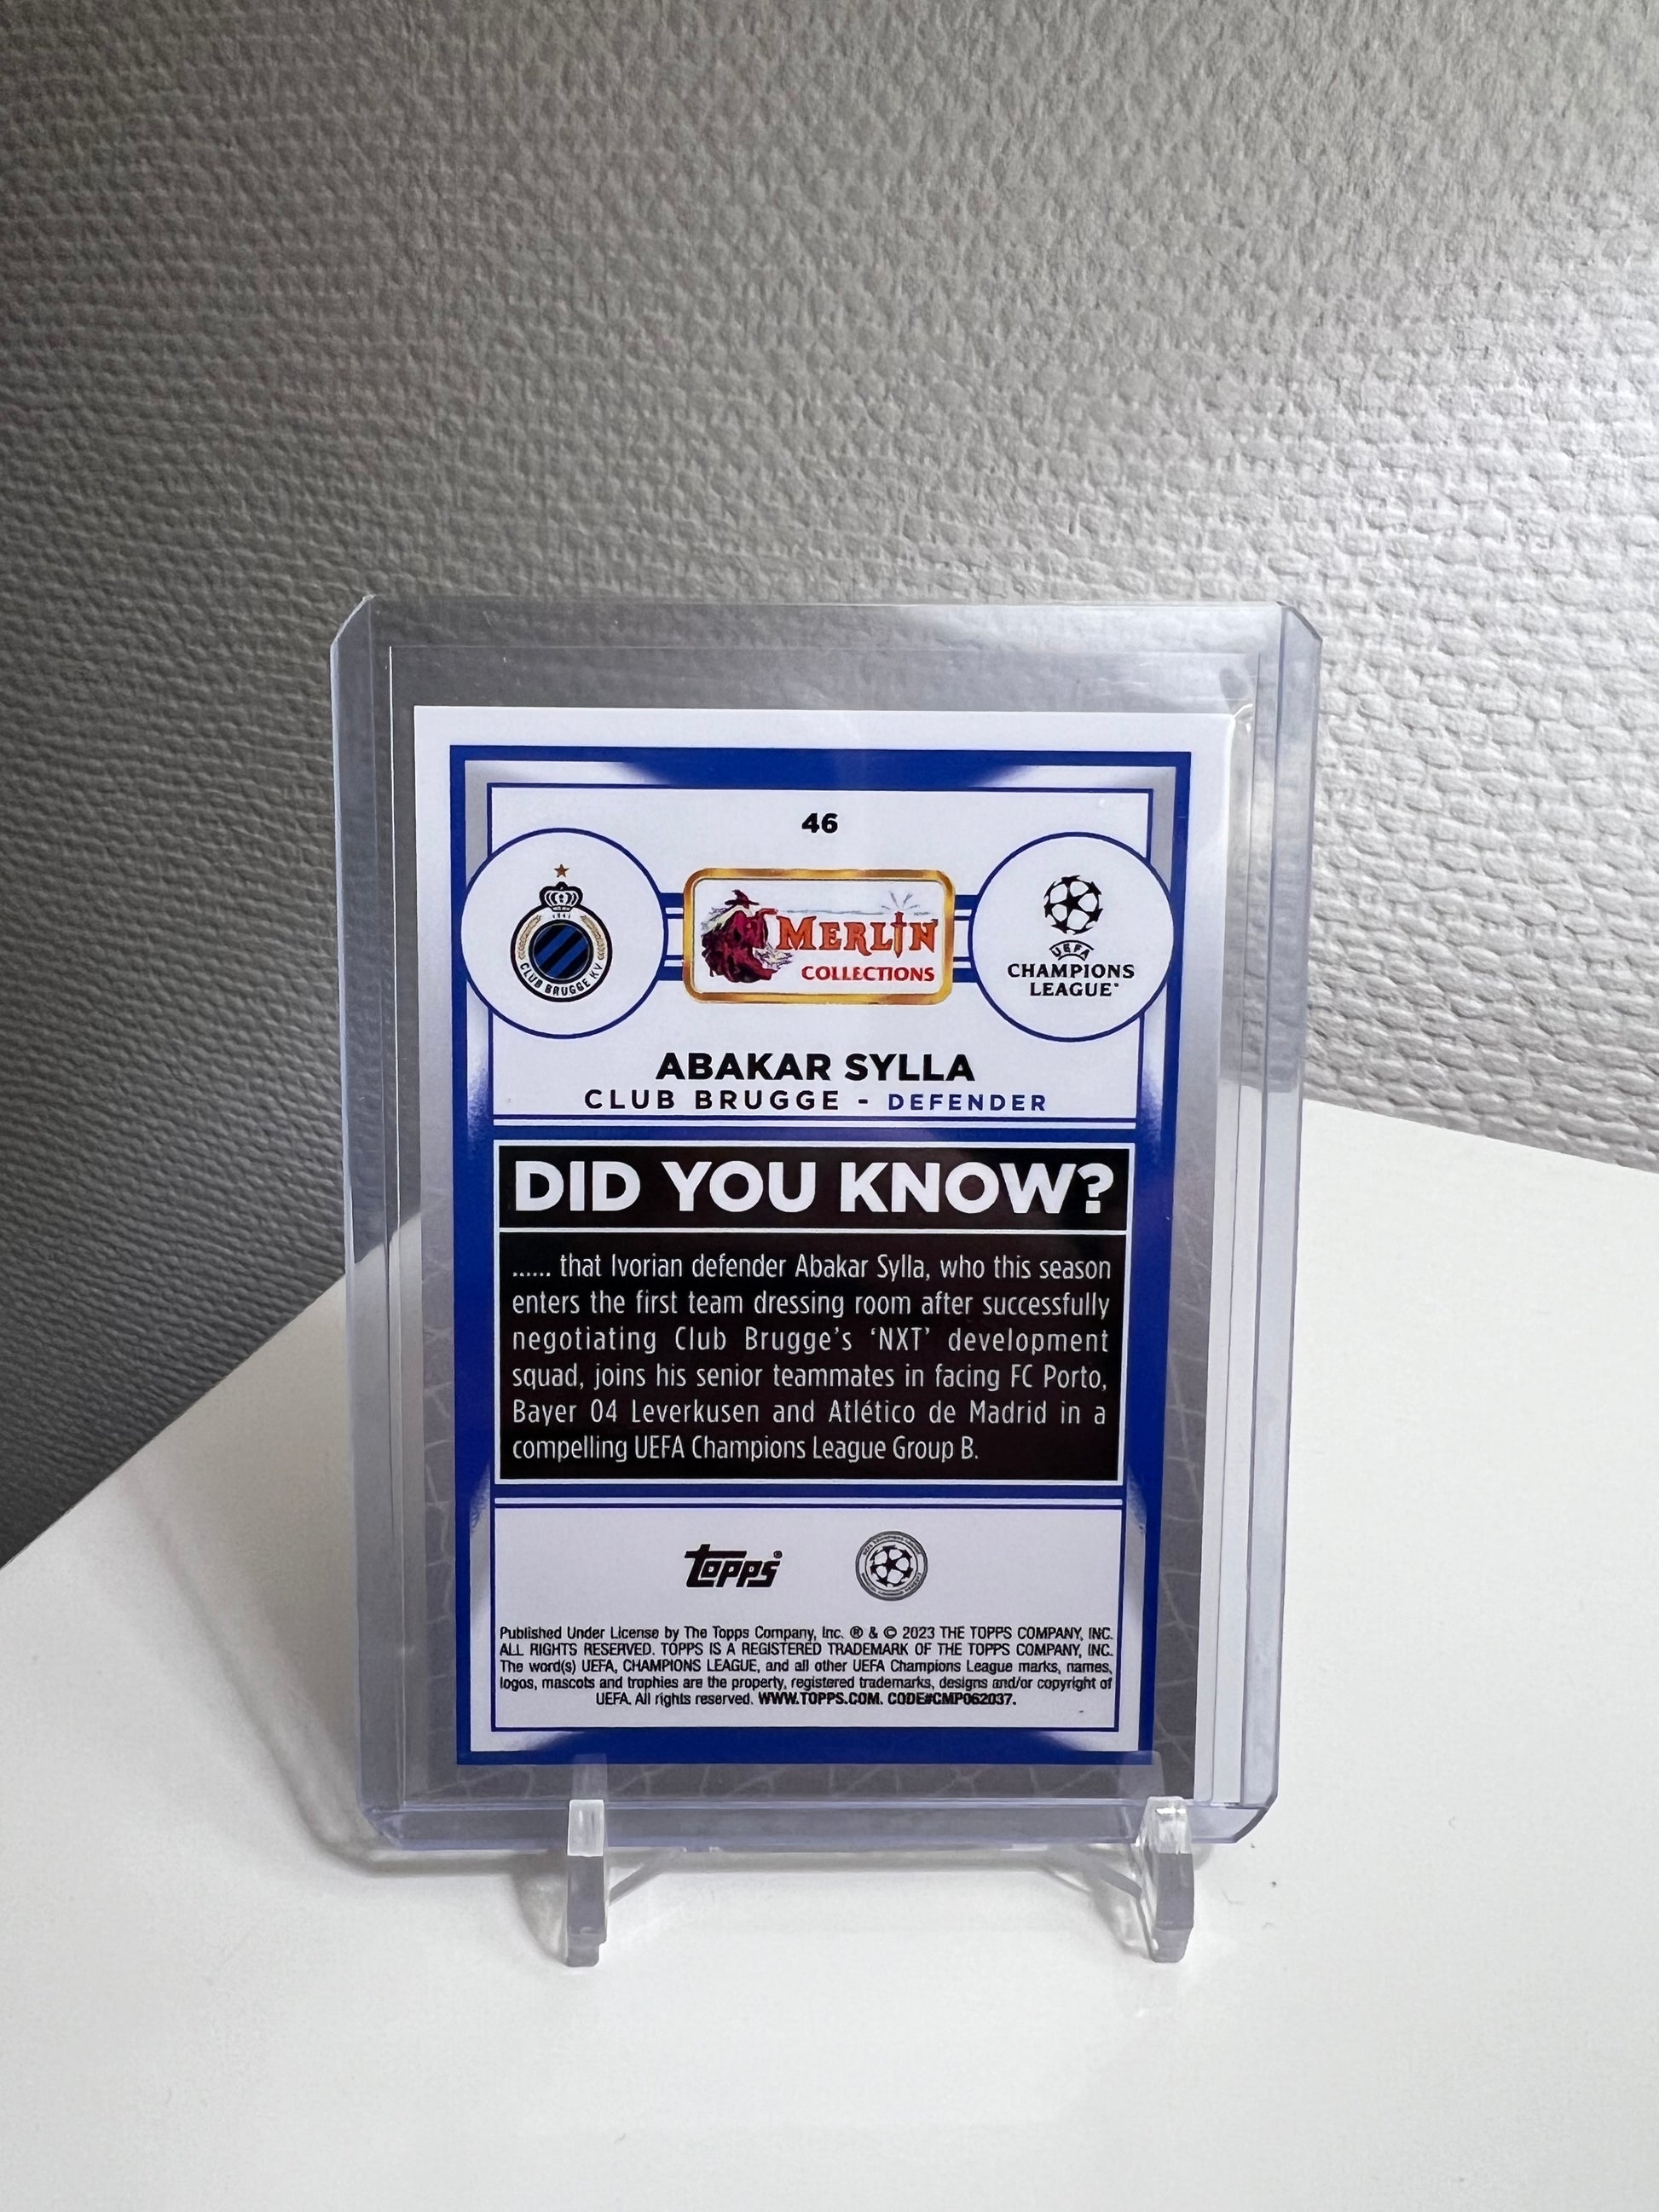 46
1891
CLUB BRUGGE KV
MERLIN
COLLECTIONS
UEFA
CHAMPIONS
LEAGUE®
ABAKAR SYLLA
CLUB BRUGGE - DEFENDER
DID YOU KNOW?
...... that Ivorian defender Abakar Sylla, who this season
enters the first team dressing room after successfully
negotiating Club Brugge's ‘NXT’ development
squad, joins his senior teammates in facing FC Porto,
Bayer 04 Leverkusen and Atlético de Madrid in a
compelling UEFA Champions League Group B.
topps®
Published Under License by The Topps Company, Inc. ® & © 2023 THE TOPPS COMPANY, INC.
ALL RIGHTS RESERVED. TOPPS IS A REGISTERED TRADEMARK OF THE TOPPS COMPANY, INC.
The word(s) UEFA, CHAMPIONS LEAGUE, and all other UEFA Champions League marks, names,
logos, mascots and trophies are the property, registered trademarks, designs and/or copyright of
UEFA. All rights reserved. WWW.TOPPS.COM. CODE#CMP062037.